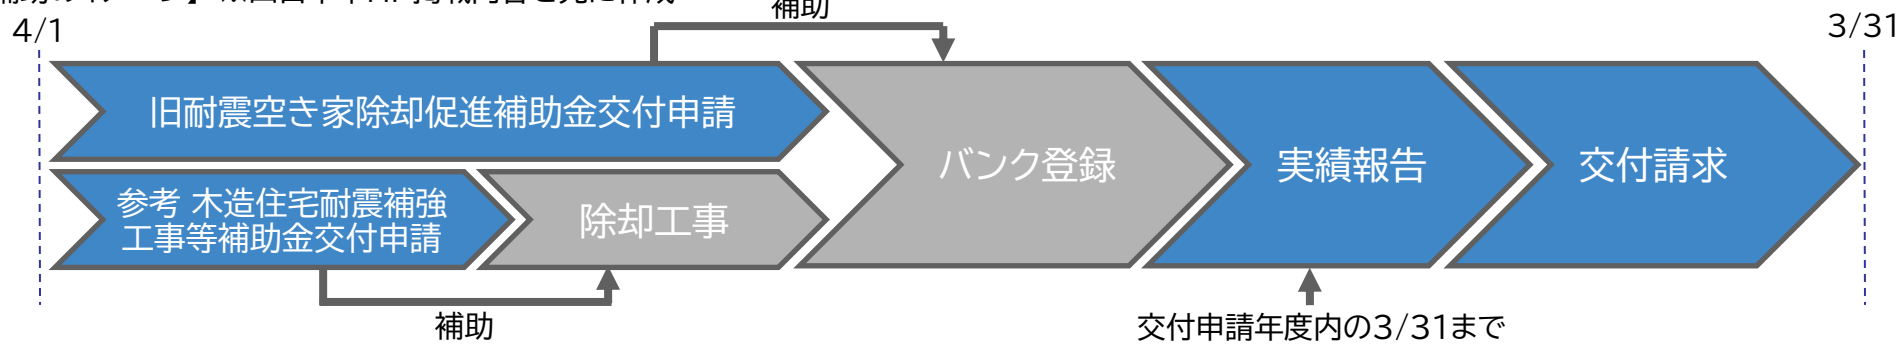 補助
4/1
3/31
旧耐震空き家除却促進補助金交付申請
参考 木造住宅耐震補強
工事等補助金交付申請
除却工事
バンク登録
実績報告
交付請求
補助
交付申請年度内の3/31まで